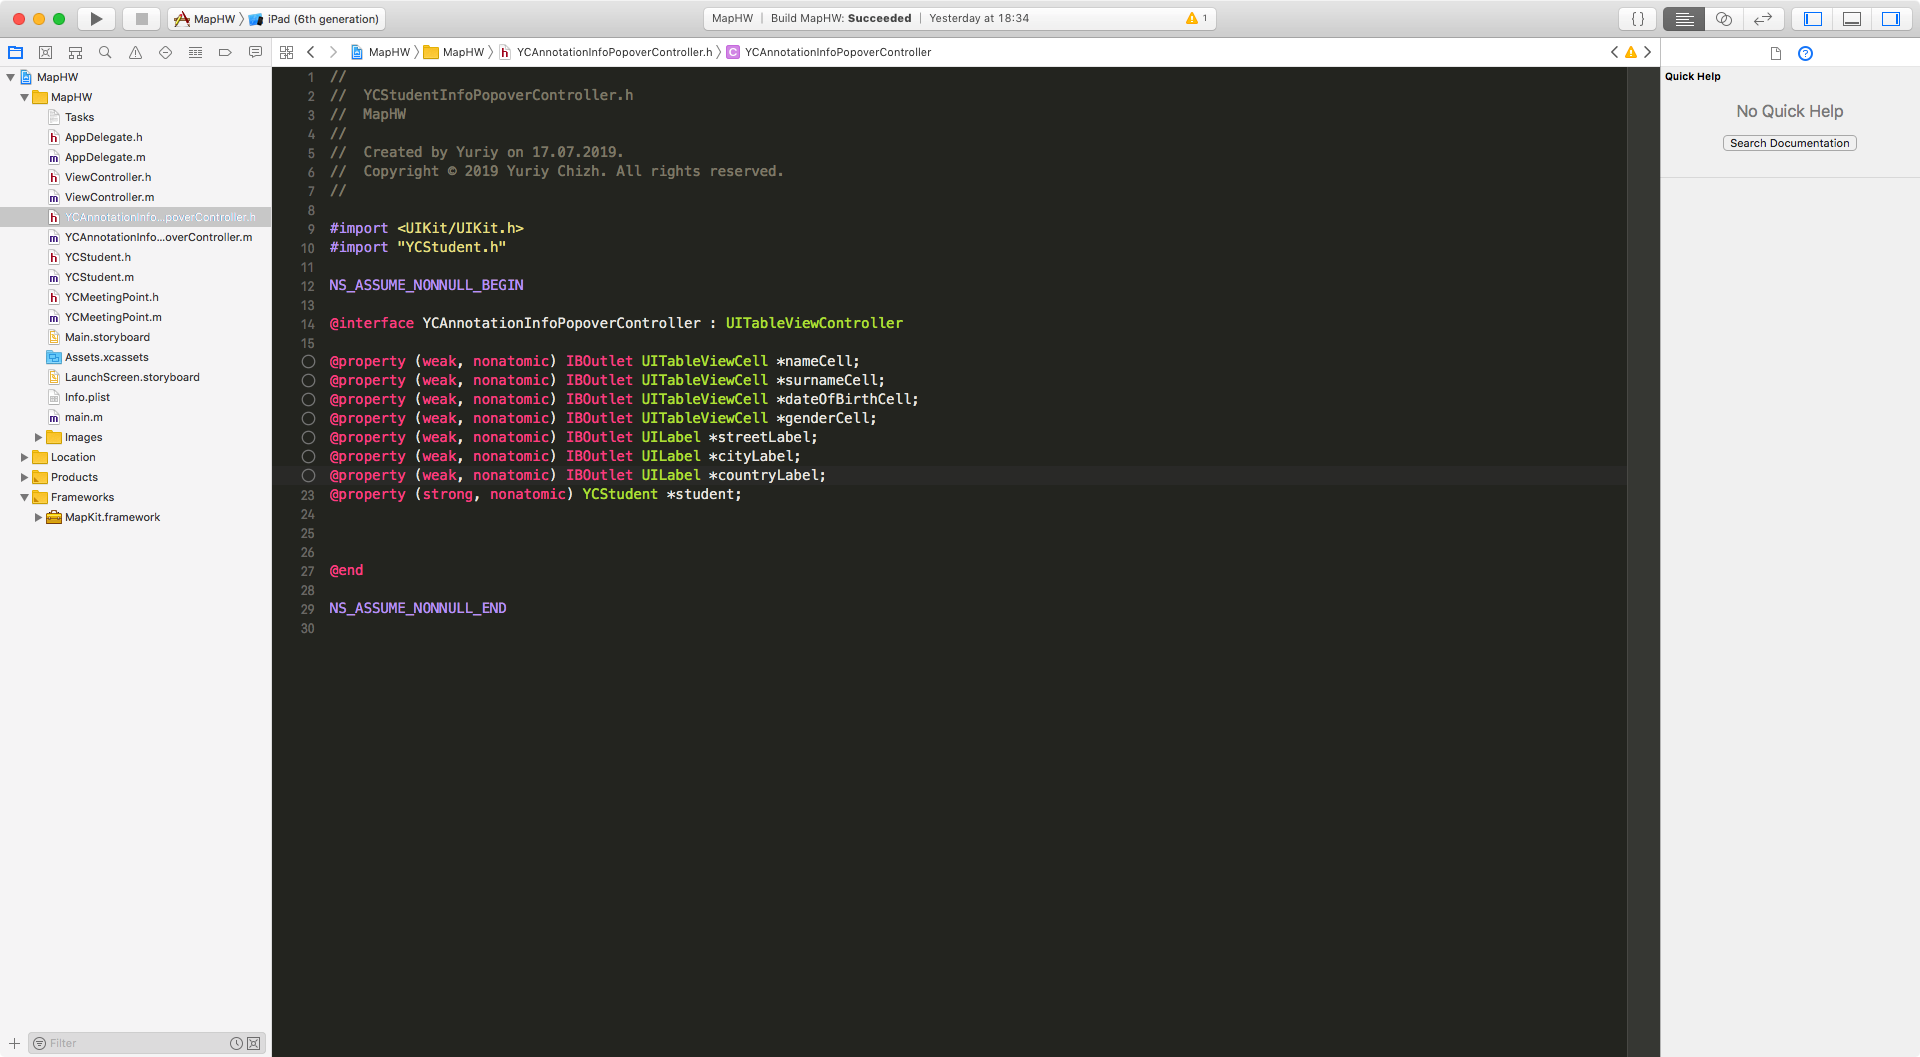 MapHW iPad (6th generation)
MapHW | Build MapHW: Succeeded | Yesterday at 18:34 1
{}
MapHW MapHW h YCAnnotationInfoPopoverController.h C YCAnnotationInfoPopoverController
MapHW
MapHW
Tasks
h AppDelegate.h
m AppDelegate.m
h ViewController.h
m ViewController.m
h YCAnnotationInfo...poverController.h
m YCAnnotationInfo...overController.m
h YCStudent.h
m YCStudent.m
h YCMeetingPoint.h
m YCMeetingPoint.m
Main.storyboard
Assets.xcassets
LaunchScreen.storyboard
Info.plist
m main.m
Images
Location
Products
Frameworks
MapKit.framework
Filter
1 //
2 //  YCStudentInfoPopoverController.h
3 //  MapHW
4 //
5 //  Created by Yuriy on 17.07.2019.
6 //  Copyright © 2019 Yuriy Chizh. All rights reserved.
7 //
8
9 #import <UIKit/UIKit.h>
10 #import "YCStudent.h"
11
12 NS_ASSUME_NONNULL_BEGIN
13
14 @interface YCAnnotationInfoPopoverController : UITableViewController
15
@property (weak, nonatomic) IBOutlet UITableViewCell *nameCell;
@property (weak, nonatomic) IBOutlet UITableViewCell *surnameCell;
@property (weak, nonatomic) IBOutlet UITableViewCell *dateOfBirthCell;
@property (weak, nonatomic) IBOutlet UITableViewCell *genderCell;
@property (weak, nonatomic) IBOutlet UILabel *streetLabel;
@property (weak, nonatomic) IBOutlet UILabel *cityLabel;
@property (weak, nonatomic) IBOutlet UILabel *countryLabel;
23 @property (strong, nonatomic) YCStudent *student;
24
25
26
27 @end
28
29 NS_ASSUME_NONNULL_END
30
Quick Help
No Quick Help
Search Documentation